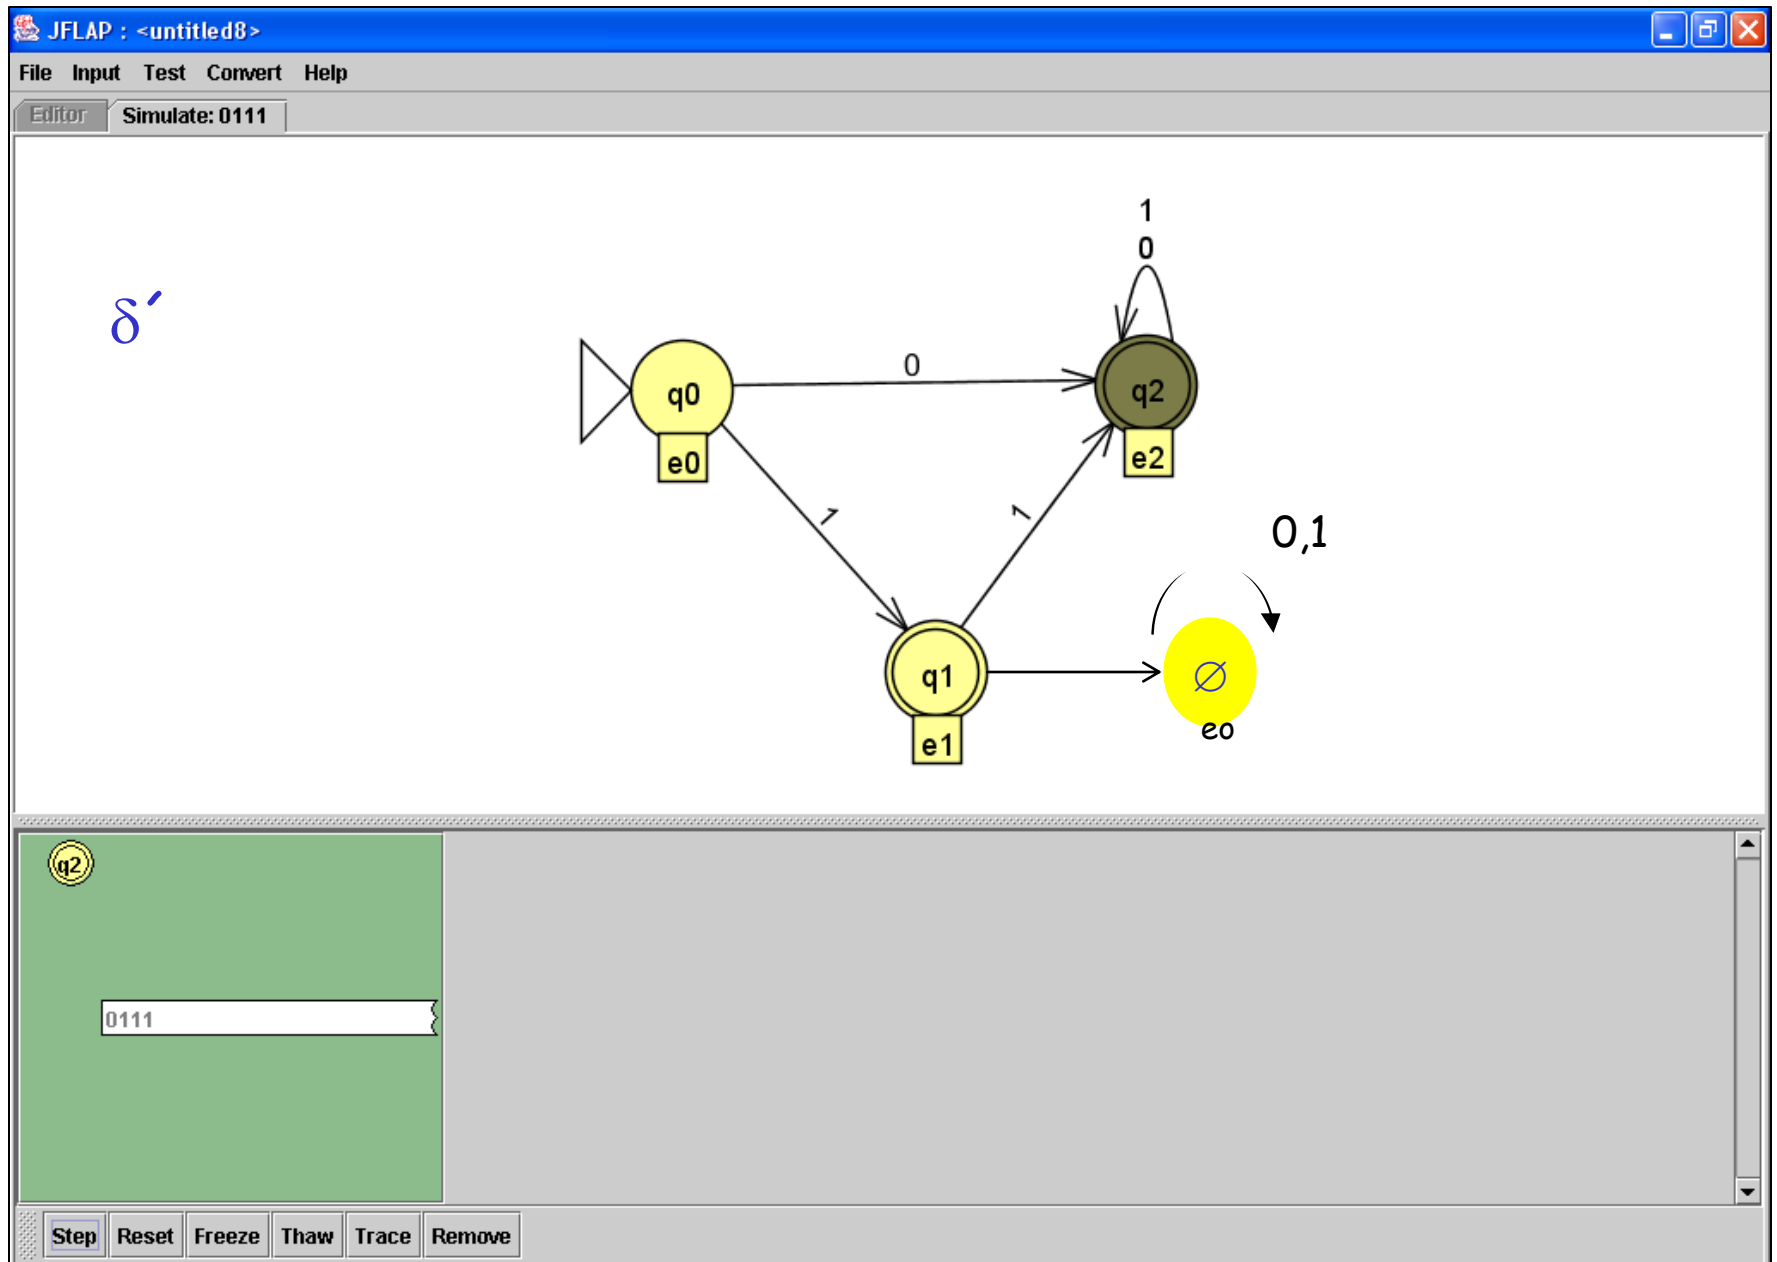 JFLAP : <untitled8>
File Input Test Convert Help
Editor Simulate: 0111
1
0
δ´
0
q0
q2
e0
e2
1
1
0,1
q1
∅
eo
e1
q2
0111
Step Reset Freeze Thaw Trace Remove